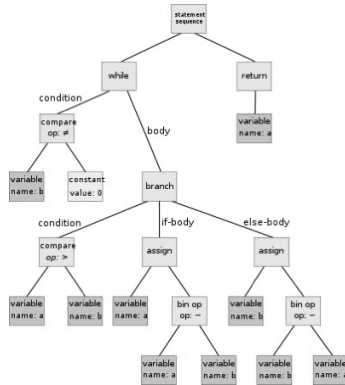 statement
sequence
while
return
condition
body
compare
op: ≠
variable
name: a
variable
name: b
constant
value: 0
branch
condition
if-body
else-body
compare
op: >
assign
assign
variable
name: a
variable
name: b
variable
name: a
bin op
op: −
variable
name: b
bin op
op: −
variable
name: a
variable
name: b
variable
name: b
variable
name: a